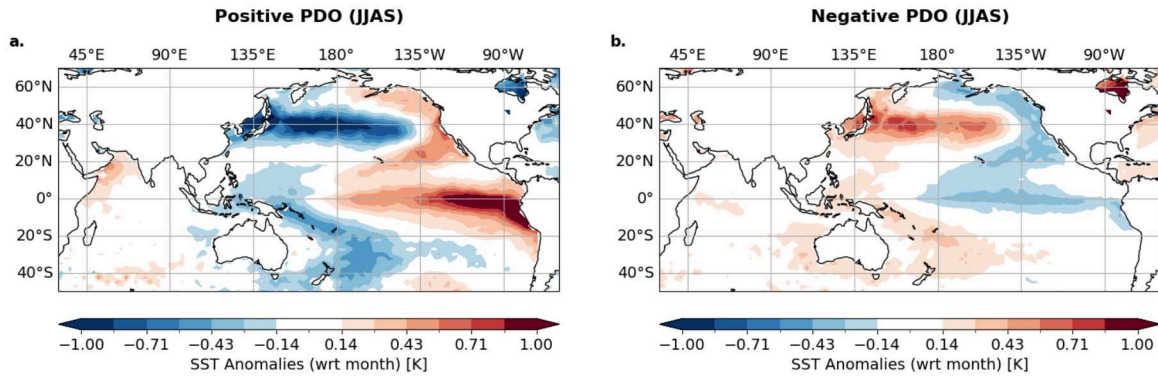 Positive PDO (JJAS)
a.
45°E 90°E 135°E 180° 135°W 90°W
60°N
40°N
20°N
0°
20°S
40°S
−1.00 −0.71 −0.43 −0.14 0.14 0.43 0.71 1.00
SST Anomalies (wrt month) [K]
Negative PDO (JJAS)
b.
45°E 90°E 135°E 180° 135°W 90°W
60°N
40°N
20°N
0°
20°S
40°S
−1.00 −0.71 −0.43 −0.14 0.14 0.43 0.71 1.00
SST Anomalies (wrt month) [K]